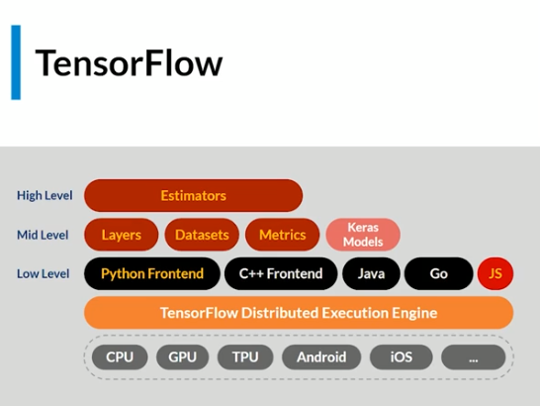 TensorFlow
High Level
Estimators
Mid Level
Layers
Datasets
Metrics
Keras
Models
Low Level
Python Frontend
C++ Frontend
Java
Go
JS
TensorFlow Distributed Execution Engine
CPU
GPU
TPU
Android
iOS
...